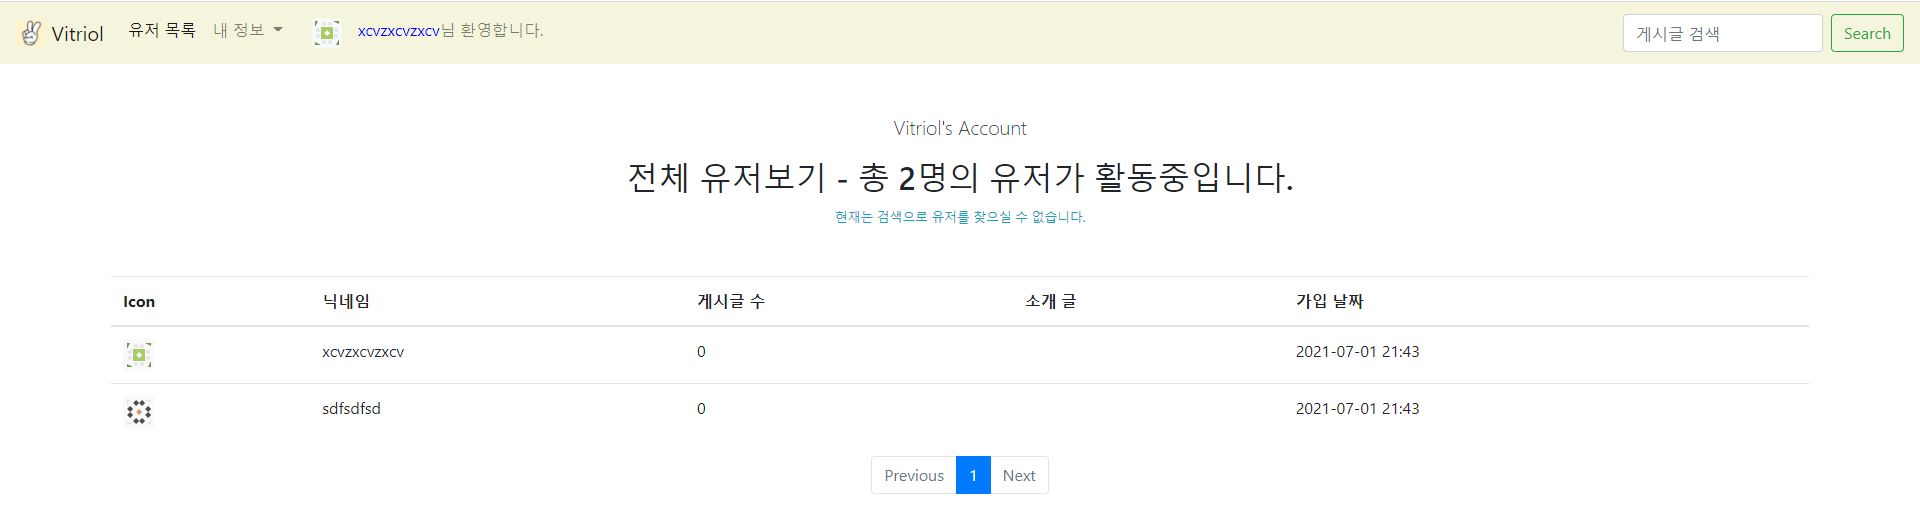 Vitriol 유저 목록 내 정보 xcvzxcvzxcv님 환영합니다. 게시글 검색 Search
Vitriol's Account
전체 유저보기 - 총 2명의 유저가 활동중입니다.
현재는 검색으로 유저를 찾으실 수 없습니다.
Icon 닉네임 게시글 수 소개 글 가입 날짜
xcvzxcvzxcv 0 2021-07-01 21:43
sdfsdfsd 0 2021-07-01 21:43
Previous 1 Next